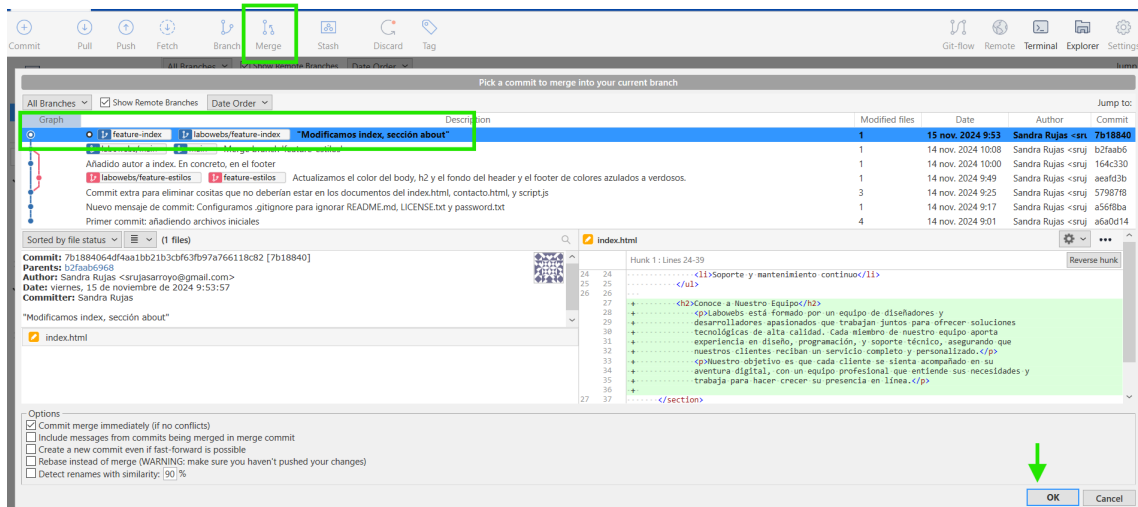 Commit Pull Push Fetch Branch Merge Stash Discard Tag Git-flow Remote Terminal Explorer Settings
All Branches Show Remote Branches Date Order Jump
Pick a commit to merge into your current branch
All Branches Show Remote Branches Date Order Jump to:
Graph Description Modified files Date Author Commit
feature-index labowebs/feature-index "Modificamos index, sección about" 1 15 nov. 2024 9:53 Sandra Rujas <sru 7b18840
1 14 nov. 2024 10:08 Sandra Rujas <sruj b2faab6
Añadido autor a index. En concreto, en el footer 1 14 nov. 2024 10:00 Sandra Rujas <sruj 164c330
labowebs/feature-estilos feature-estilos Actualizamos el color del body, h2 y el fondo del header y el footer de colores azulados a verdosos. 1 14 nov. 2024 9:49 Sandra Rujas <sruj aeafd3b
Commit extra para eliminar cositas que no deberían estar en los documentos del index.html, contacto.html, y script.js 3 14 nov. 2024 9:25 Sandra Rujas <sruj 57987f8
Nuevo mensaje de commit: Configuramos .gitignore para ignorar README.md, LICENSE.txt y password.txt 1 14 nov. 2024 9:17 Sandra Rujas <sruj a56f8ba
Primer commit: añadiendo archivos iniciales 4 14 nov. 2024 9:01 Sandra Rujas <sruj a6a0d14
Sorted by file status (1 files)
Commit: 7b1884064df4aa1bb21b3cbf63fb97a766118c82 [7b18840]
Parents: b2faab6968
Author: Sandra Rujas <srujasarroyo@gmail.com>
Date: viernes, 15 de noviembre de 2024 9:53:57
Committer: Sandra Rujas
"Modificamos index, sección about"
index.html
index.html
Hunk 1 : Lines 24-39 Reverse hunk
24 24 <li>Soporte y mantenimiento continuo</li>
25 25 </ul>
26 26
27 + <h2>Conoce a Nuestro Equipo</h2>
28 + <p>Labowebs está formado por un equipo de diseñadores y
29 + desarrolladores apasionados que trabajan juntos para ofrecer soluciones
30 + tecnológicas de alta calidad. Cada miembro de nuestro equipo aporta
31 + experiencia en diseño, programación, y soporte técnico, asegurando que
32 + nuestros clientes reciban un servicio completo y personalizado.</p>
33 + <p>Nuestro objetivo es que cada cliente se sienta acompañado en su
34 + aventura digital, con un equipo profesional que entiende sus necesidades y
35 + trabaja para hacer crecer su presencia en línea.</p>
36 +
27 37 </section>
Options
Commit merge immediately (if no conflicts)
Include messages from commits being merged in merge commit
Create a new commit even if fast-forward is possible
Rebase instead of merge (WARNING: make sure you haven't pushed your changes)
Detect renames with similarity: 90 %
OK Cancel